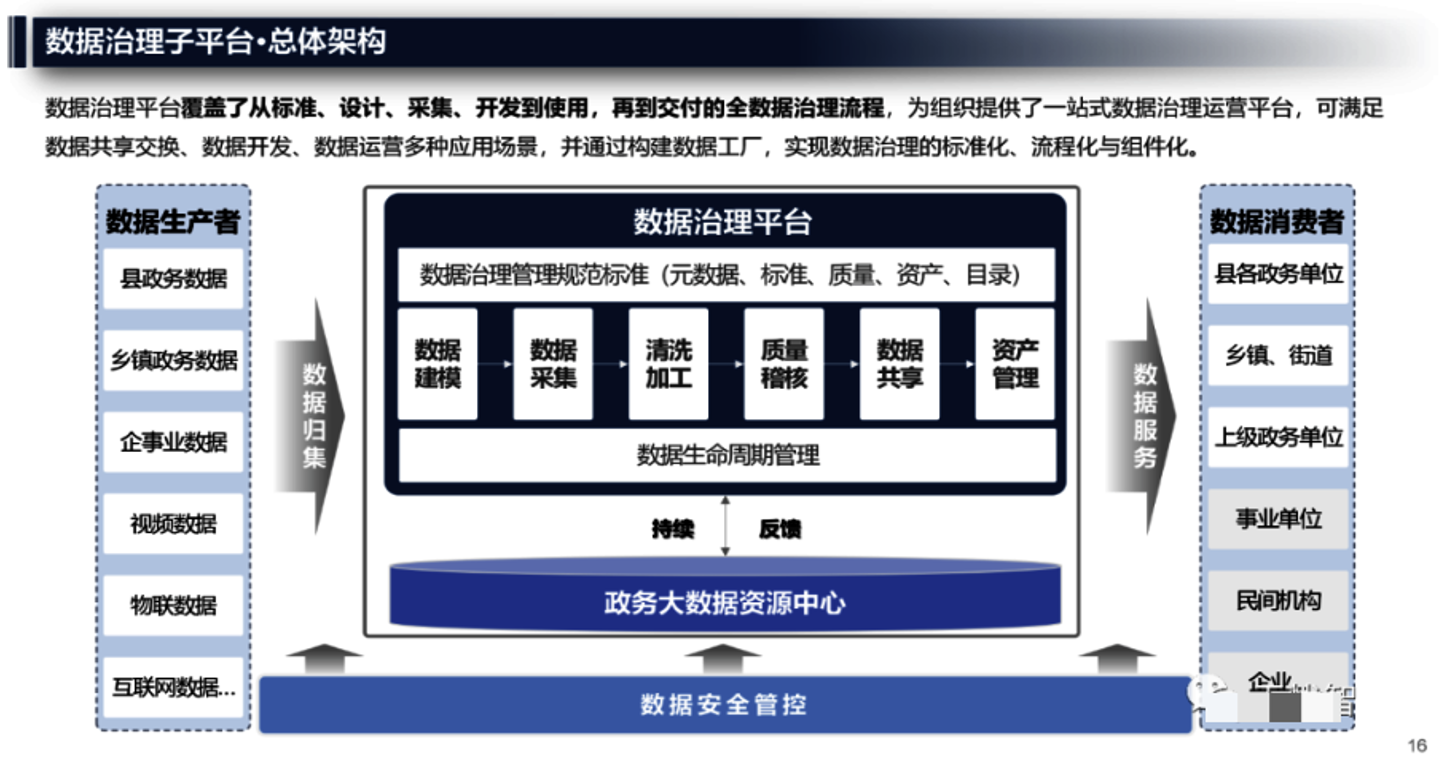 数据治理子平台•总体架构
数据治理平台覆盖了从标准、设计、采集、开发到使用，再到交付的全数据治理流程，为组织提供了一站式数据治理运营平台，可满足
数据共享交换、数据开发、数据运营多种应用场景，并通过构建数据工厂，实现数据治理的标准化、流程化与组件化。
数据生产者
县政务数据
乡镇政务数据
企事业数据
视频数据
物联数据
互联网数据...
数据归集
数据治理平台
数据治理管理规范标准（元数据、标准、质量、资产、目录）
数据
建模
数据
采集
清洗
加工
质量
稽核
数据
共享
资产
管理
数据生命周期管理
持续
反馈
政务大数据资源中心
数据服务
数据消费者
县各政务单位
乡镇、街道
上级政务单位
事业单位
民间机构
企业
数据安全管控
16